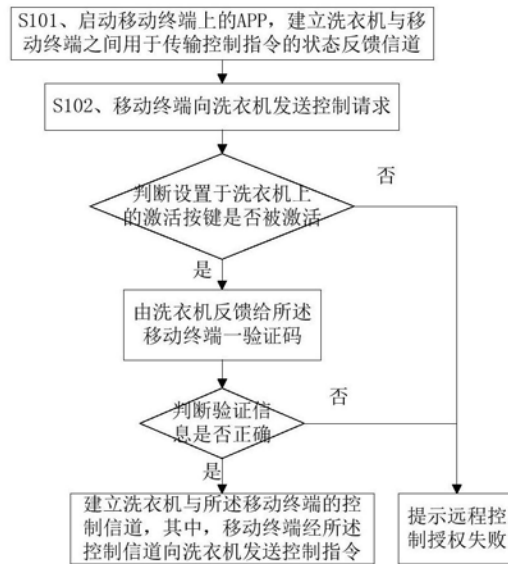 S101、启动移动终端上的APP，建立洗衣机与移
动终端之间用于传输控制指令的状态反馈信道
S102、移动终端向洗衣机发送控制请求
否
判断设置于洗衣机上
的激活按键是否被激活
是
由洗衣机反馈给所述
移动终端一验证码
否
判断验证信
息是否正确
是
建立洗衣机与所述移动终端的控
制信道，其中，移动终端经所述
控制信道向洗衣机发送控制指令
提示远程控
制授权失败